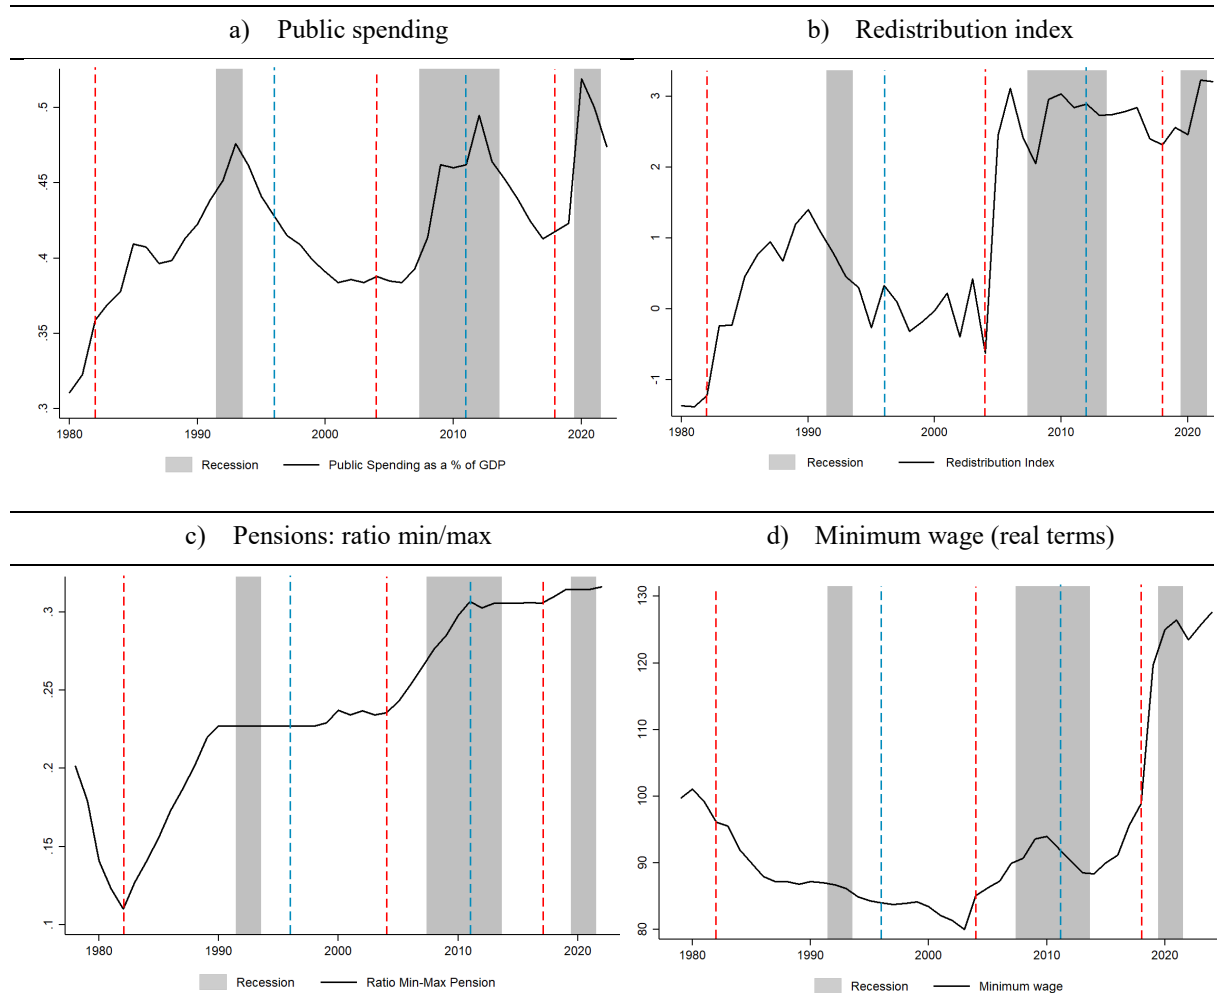 a) Public spending
b) Redistribution index
.5
.45
.4
.35
.3
1980 1990 2000 2010 2020
Recession Public Spending as a % of GDP
3
2
1
0
-1
1980 1990 2000 2010 2020
Recession Redistribution Index
c) Pensions: ratio min/max
d) Minimum wage (real terms)
.3
.25
.2
.15
.1
1980 1990 2000 2010 2020
Recession Ratio Min-Max Pension
130
120
110
100
90
80
1980 1990 2000 2010 2020
Recession Minimum wage